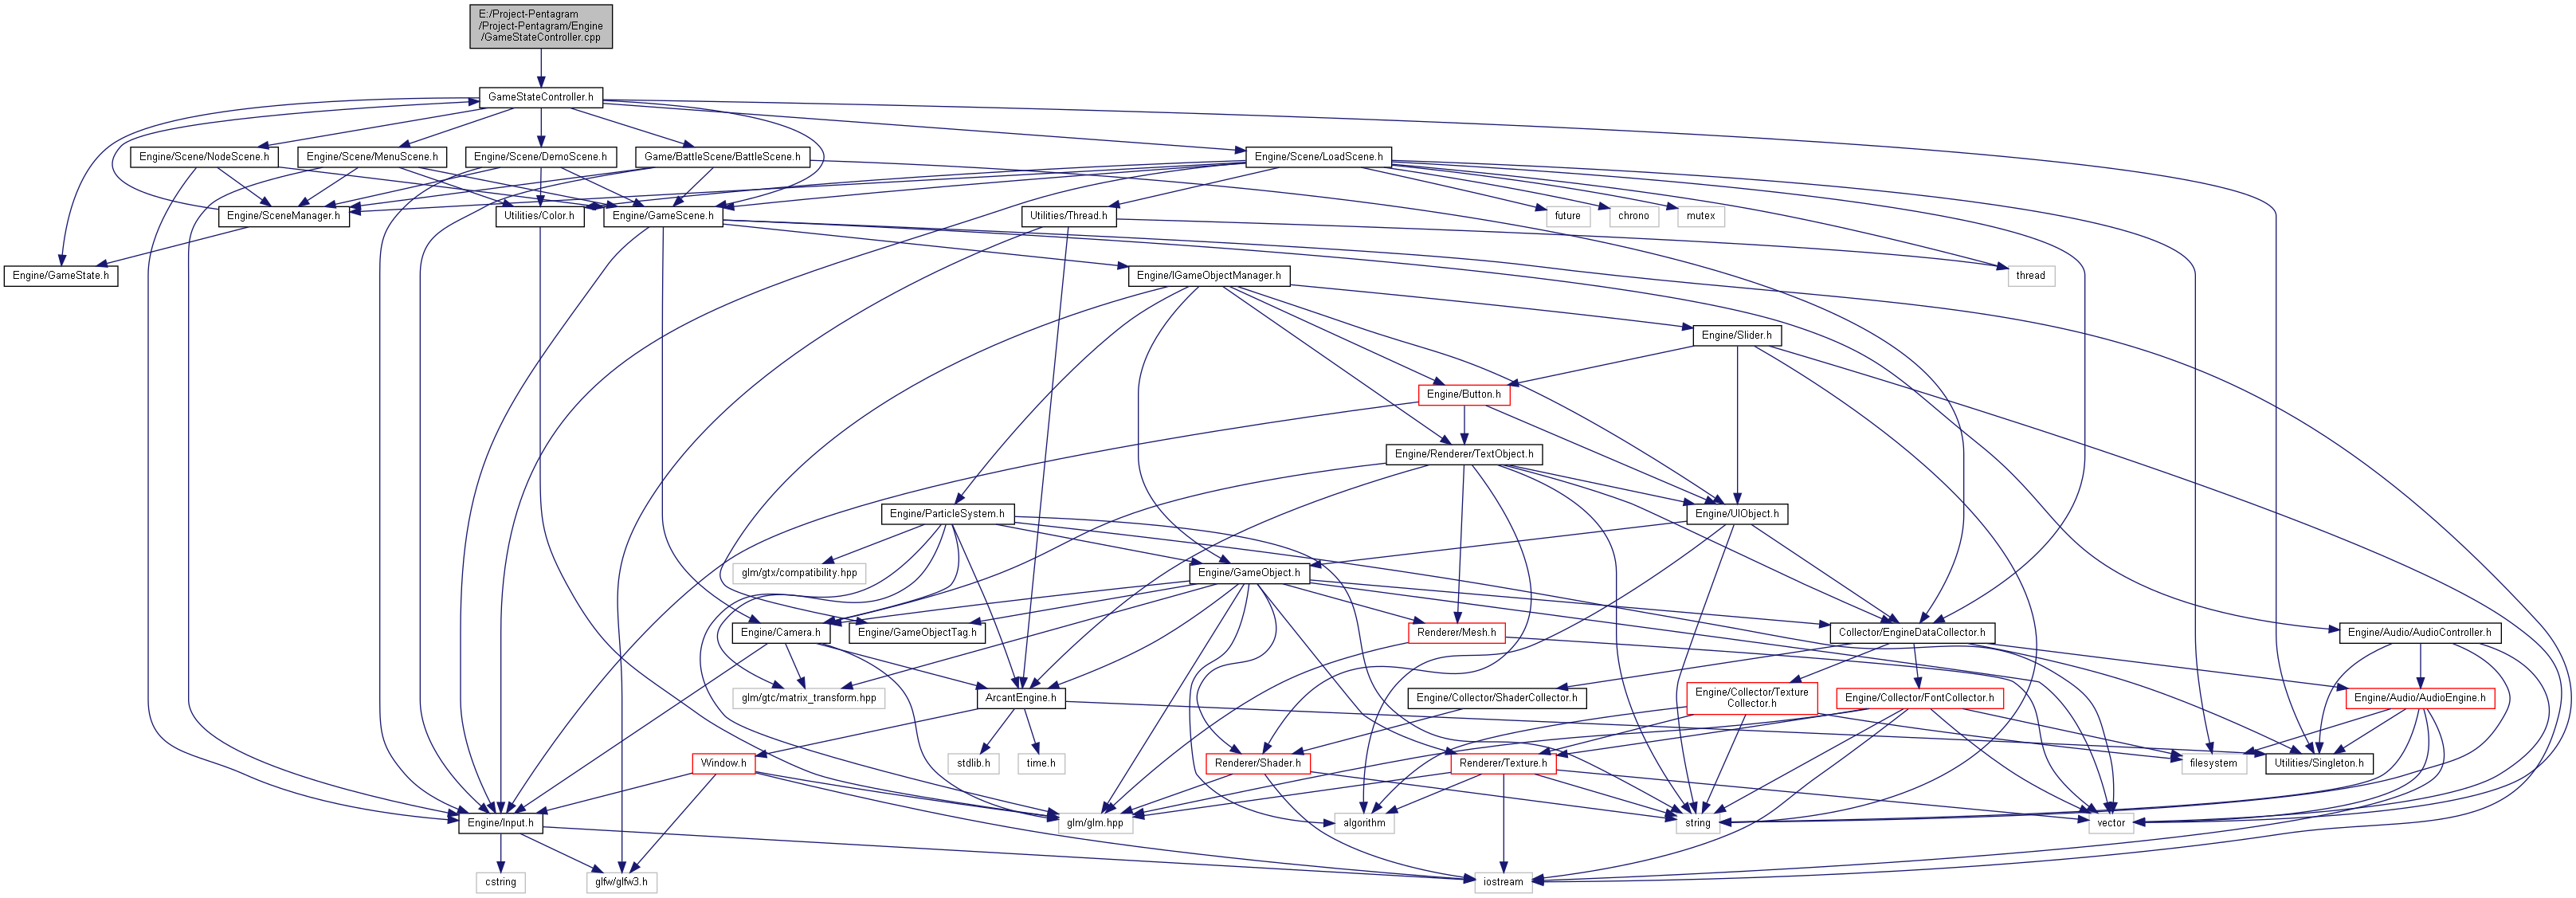 E:/Project-Pentagram
/Project-Pentagram/Engine
/GameStateController.cpp
GameStateController.h
Engine/Scene/NodeScene.h
Engine/Scene/MenuScene.h
Engine/Scene/DemoScene.h
Game/BattleScene/BattleScene.h
Engine/Scene/LoadScene.h
Engine/SceneManager.h
Utilities/Color.h
Engine/GameScene.h
Utilities/Thread.h
future
chrono
mutex
Engine/GameState.h
Engine/IGameObjectManager.h
thread
Engine/Slider.h
Engine/Button.h
Engine/Renderer/TextObject.h
Engine/ParticleSystem.h
Engine/UIObject.h
glm/gtx/compatibility.hpp
Engine/GameObject.h
Engine/Camera.h
Engine/GameObjectTag.h
Renderer/Mesh.h
Collector/EngineDataCollector.h
Engine/Audio/AudioController.h
glm/gtc/matrix_transform.hpp
ArcantEngine.h
Engine/Collector/ShaderCollector.h
Engine/Collector/Texture
Collector.h
Engine/Collector/FontCollector.h
Engine/Audio/AudioEngine.h
Window.h
stdlib.h
time.h
Renderer/Shader.h
Renderer/Texture.h
filesystem
Utilities/Singleton.h
Engine/Input.h
glm/glm.hpp
algorithm
string
vector
cstring
glfw/glfw3.h
iostream